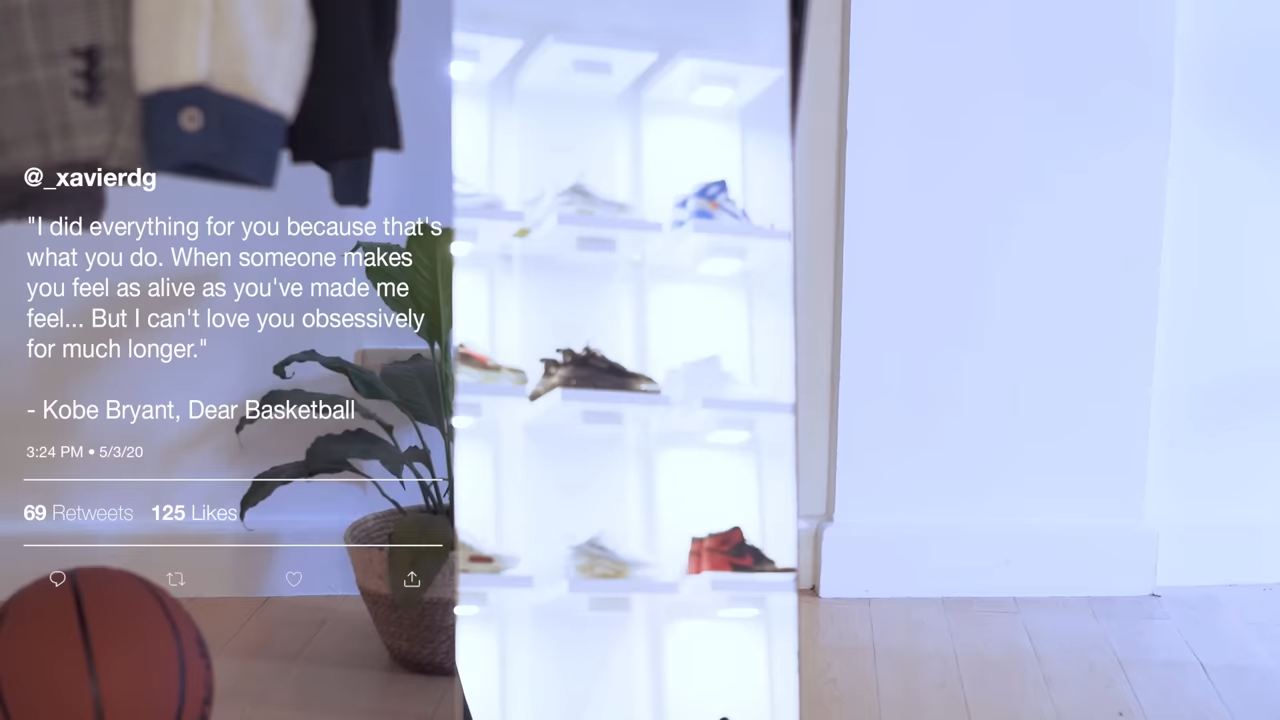 @_xavierdg
"I did everything for you because that's
what you do. When someone makes
you feel as alive as you've made me
feel... But I can't love you obsessively
for much longer."
- Kobe Bryant, Dear Basketball
3:24 PM • 5/3/20
69 Retweets 125 Likes